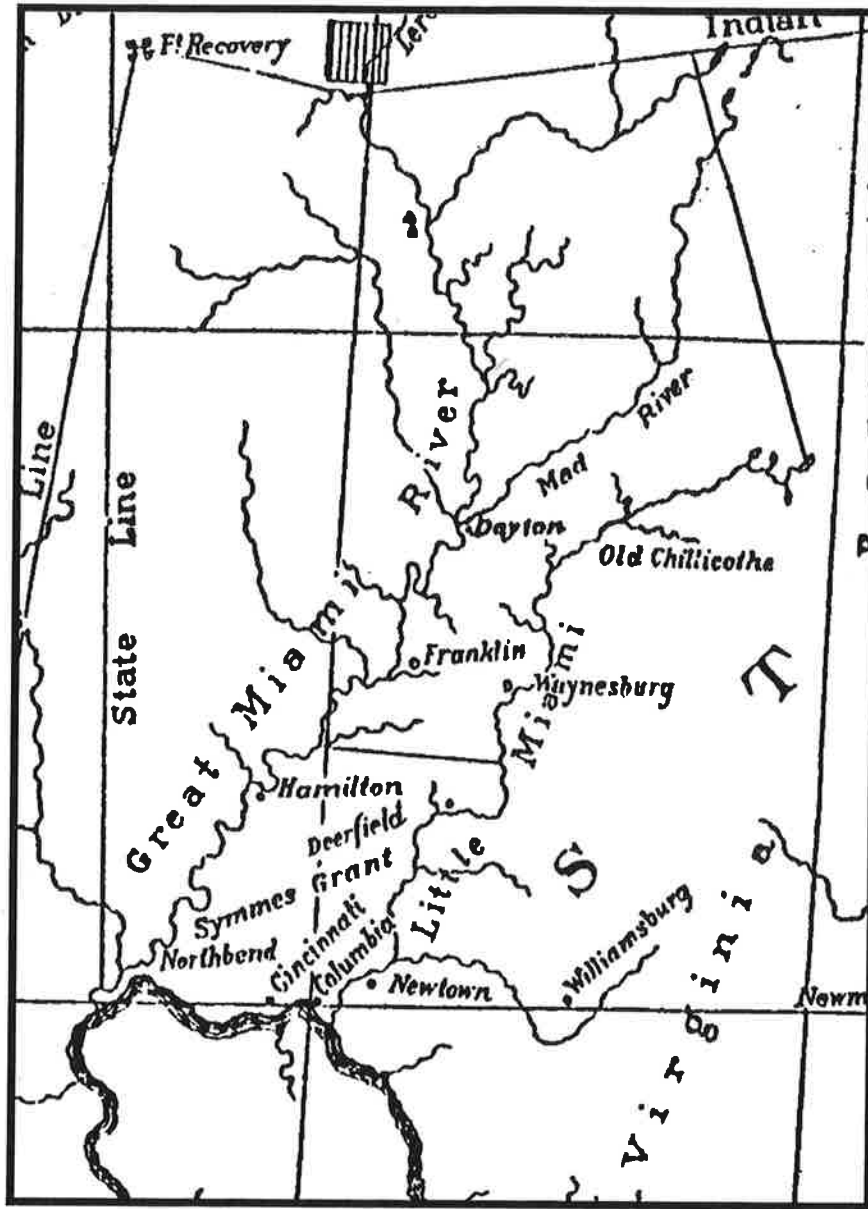 Ft. Recovery
Indian
River
Mad River
Line
State Line
Dayton
Old Chillicothe
Great Miami
Franklin
Waynesburg
T
Hamilton
Deerfield
Little Miami
S
Symmes Grant
Northbend
Cincinnati
Columbia
Newtown
Williamsburg
Newm
Virginia